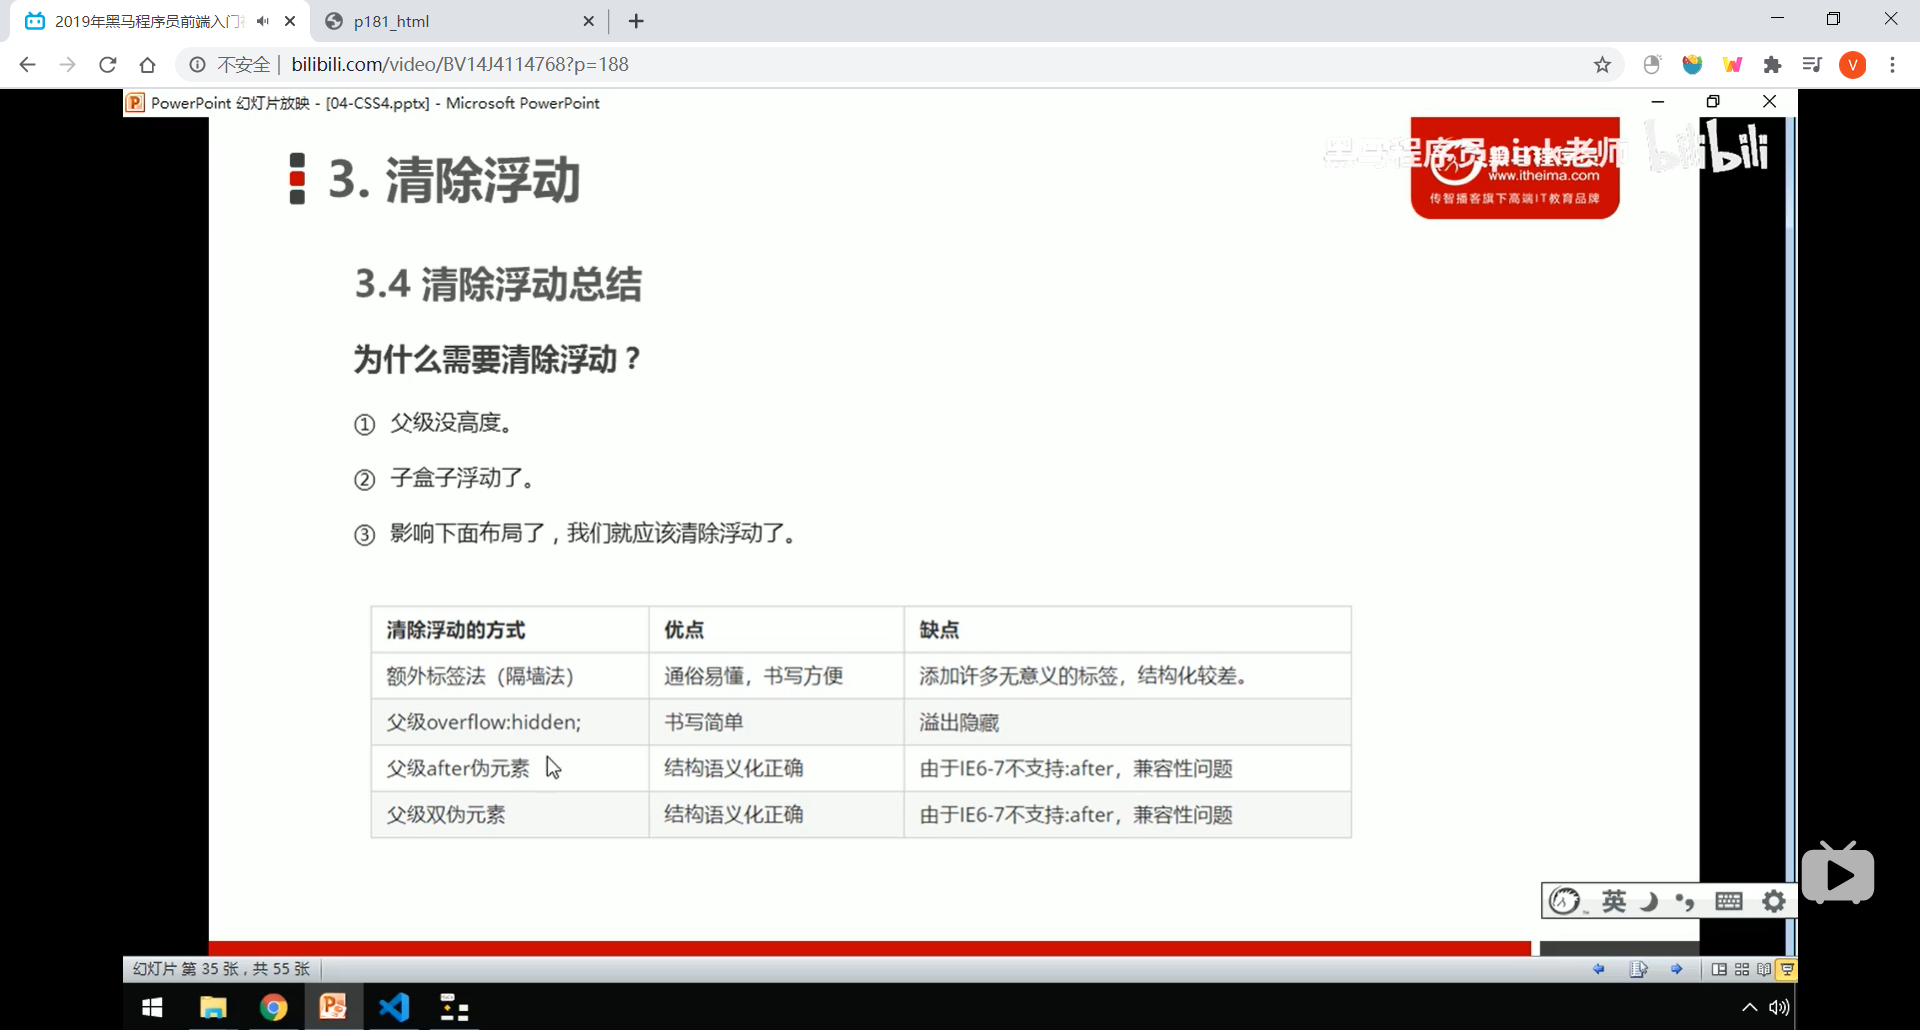 2019年黑马程序员前端入门
p181_html
不安全 | bilibili.com/video/BV14J4114768?p=188
V
PowerPoint 幻灯片放映 - [04-CSS4.pptx] - Microsoft PowerPoint
黑马程序员pink老师 bilibili
www.itheima.com
传智播客旗下高端IT教育品牌
3. 清除浮动
3.4 清除浮动总结
为什么需要清除浮动？
① 父级没高度。
② 子盒子浮动了。
③ 影响下面布局了，我们就应该清除浮动了。
清除浮动的方式 优点 缺点
额外标签法（隔墙法） 通俗易懂，书写方便 添加许多无意义的标签，结构化较差。
父级overflow:hidden; 书写简单 溢出隐藏
父级after伪元素 结构语义化正确 由于IE6-7不支持:after，兼容性问题
父级双伪元素 结构语义化正确 由于IE6-7不支持:after，兼容性问题
英
幻灯片 第 35 张，共 55 张